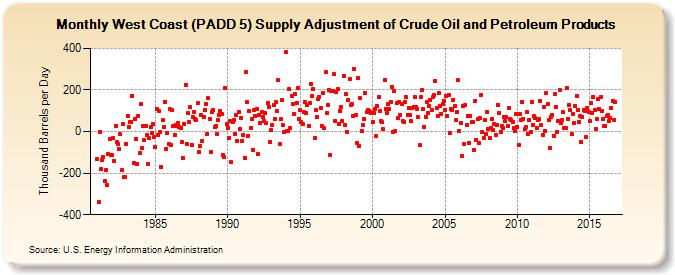 Monthly West Coast (PADD 5) Supply Adjustment of Crude Oil and Petroleum Products
Thousand Barrels per Day
400
200
0
-200
-400
1985 1990 1995 2000 2005 2010 2015
Source: U.S. Energy Information Administration